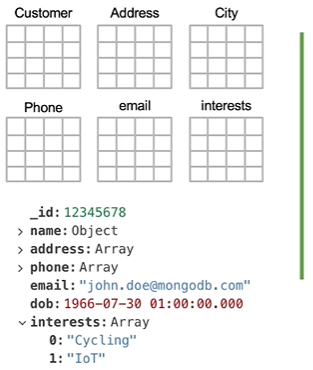 Customer Address City
Phone email interests
_id: 12345678
name: Object
address: Array
phone: Array
email: "john.doe@mongodb.com"
dob: 1966-07-30 01:00:00.000
interests: Array
0: "Cycling"
1: "IoT"